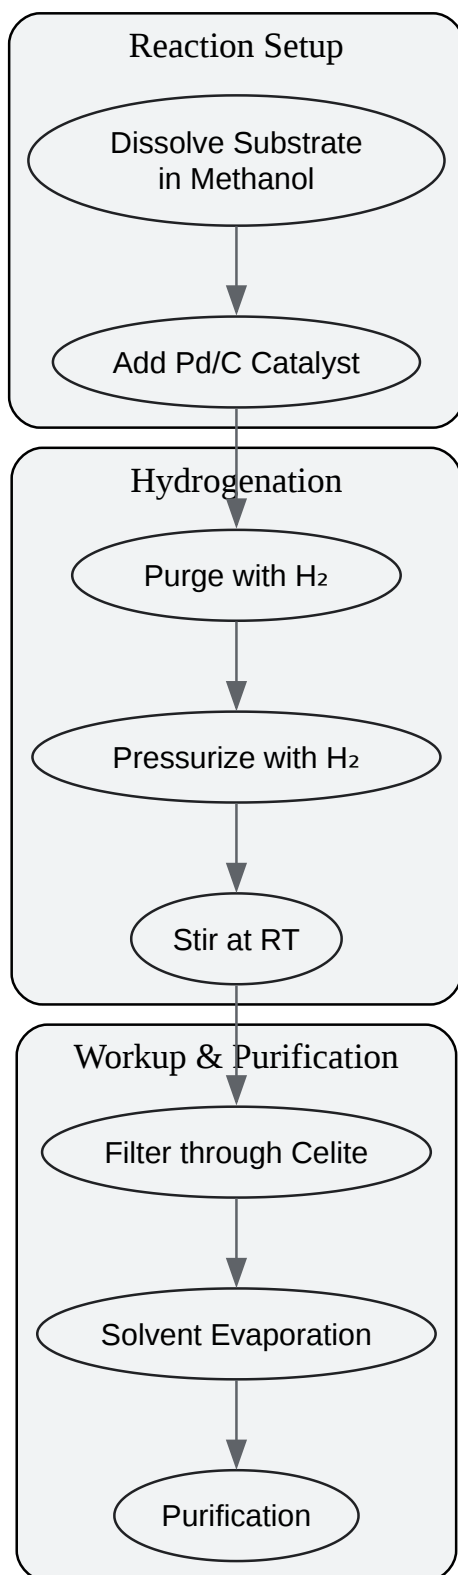 Reaction Setup
Dissolve Substrate
in Methanol
Add Pd/C Catalyst
Hydrogenation
Purge with H₂
Pressurize with H₂
Stir at RT
Workup & Purification
Filter through Celite
Solvent Evaporation
Purification